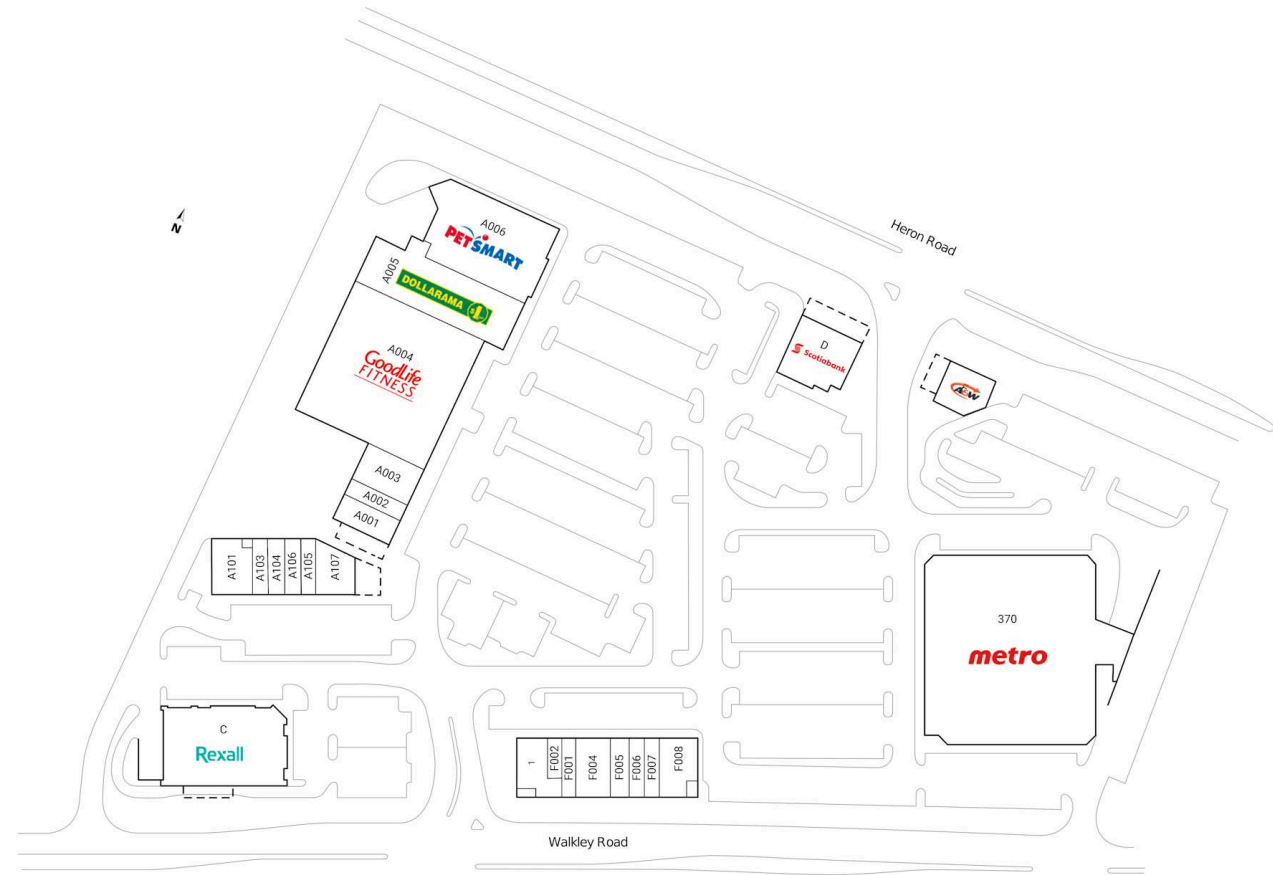 Heron Road
N
A006
PETSMART
A005
DOLLARAMA
A004
GoodLife
FITNESS
D
Scotiabank
A&W
A003
A002
A001
A101
A103
A104
A106
A105
A107
370
metro
C
Rexall
1
F002
F001
F004
F005
F006
F007
F008
Walkley Road